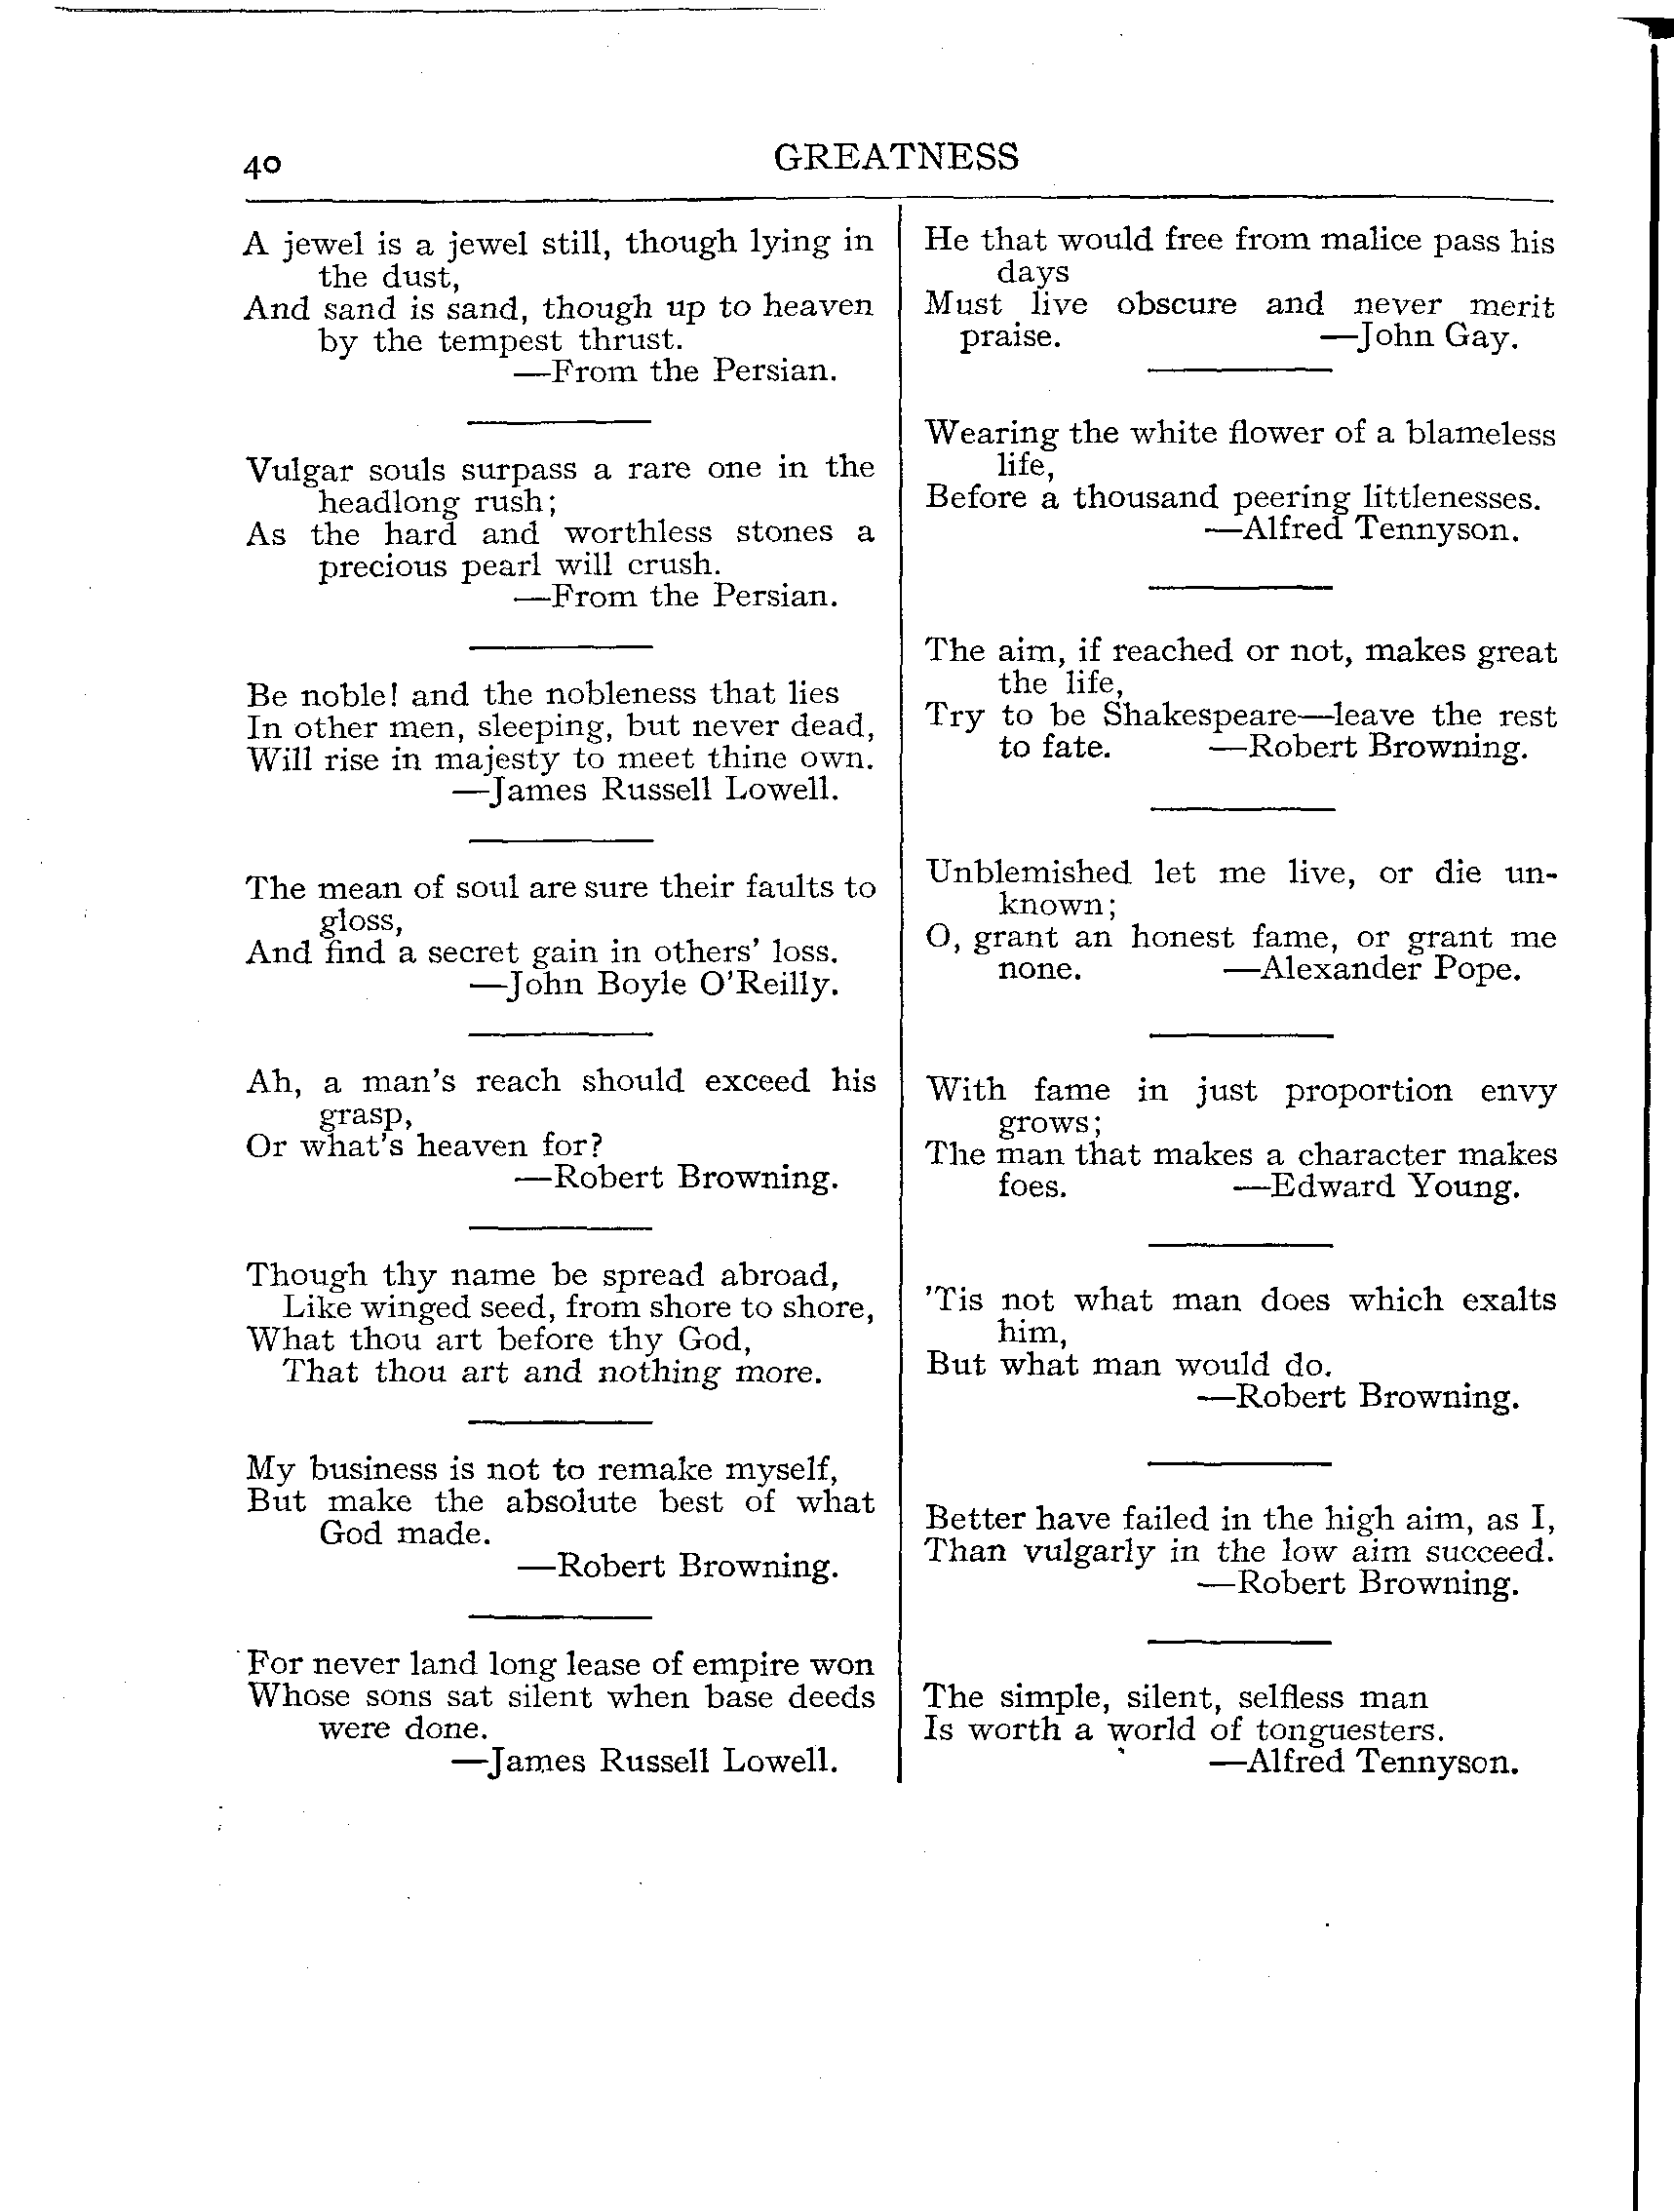 40
GREATNESS
A jewel is a jewel still, though lying in
the dust,
And sand is sand, though up to heaven
by the tempest thrust.
—From the Persian.
Vulgar souls surpass a rare one in the
headlong rush;
As the hard and worthless stones a
precious pearl will crush.
—From the Persian.
Be noble! and the nobleness that lies
In other men, sleeping, but never dead,
Will rise in majesty to meet thine own.
—James Russell Lowell.
The mean of soul are sure their faults to
gloss,
And find a secret gain in others' loss.
—John Boyle O'Reilly.
Ah, a man's reach should exceed his
grasp,
Or what's heaven for?
—Robert Browning.
Though thy name be spread abroad,
Like winged seed, from shore to shore,
What thou art before thy God,
That thou art and nothing more.
My business is not to remake myself,
But make the absolute best of what
God made.
—Robert Browning.
For never land long lease of empire won
Whose sons sat silent when base deeds
were done.
—James Russell Lowell.
He that would free from malice pass his
days
Must live obscure and never merit
praise. —John Gay.
Wearing the white flower of a blameless
life,
Before a thousand peering littlenesses.
—Alfred Tennyson.
The aim, if reached or not, makes great
the life,
Try to be Shakespeare—leave the rest
to fate. —Robert Browning.
Unblemished let me live, or die un-
known;
O, grant an honest fame, or grant me
none. —Alexander Pope.
With fame in just proportion envy
grows;
The man that makes a character makes
foes. —Edward Young.
'Tis not what man does which exalts
him,
But what man would do.
—Robert Browning.
Better have failed in the high aim, as I,
Than vulgarly in the low aim succeed.
—Robert Browning.
The simple, silent, selfless man
Is worth a world of tonguesters.
—Alfred Tennyson.